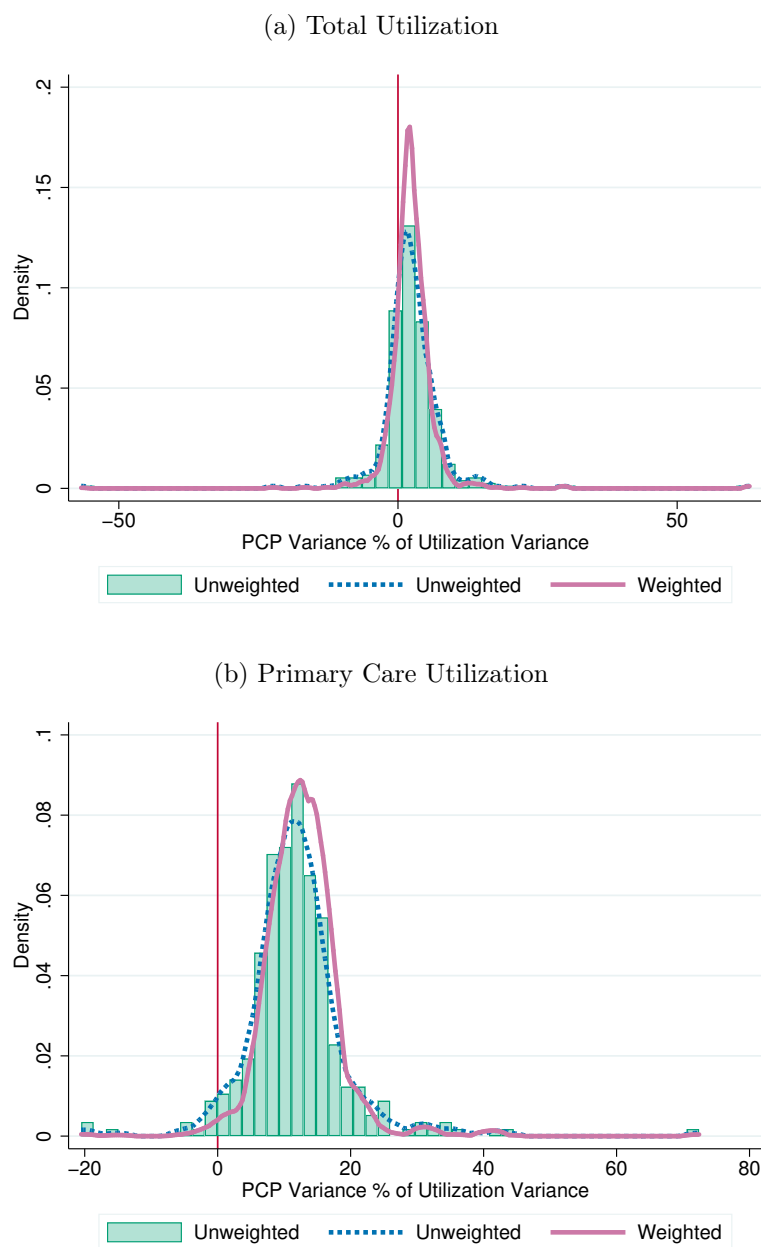 (a) Total Utilization
.2
.15
.1
.05
0
Density
−50 0 50
PCP Variance % of Utilization Variance
Unweighted Unweighted Weighted
(b) Primary Care Utilization
.1
.08
.06
.04
.02
0
Density
−20 0 20 40 60 80
PCP Variance % of Utilization Variance
Unweighted Unweighted Weighted